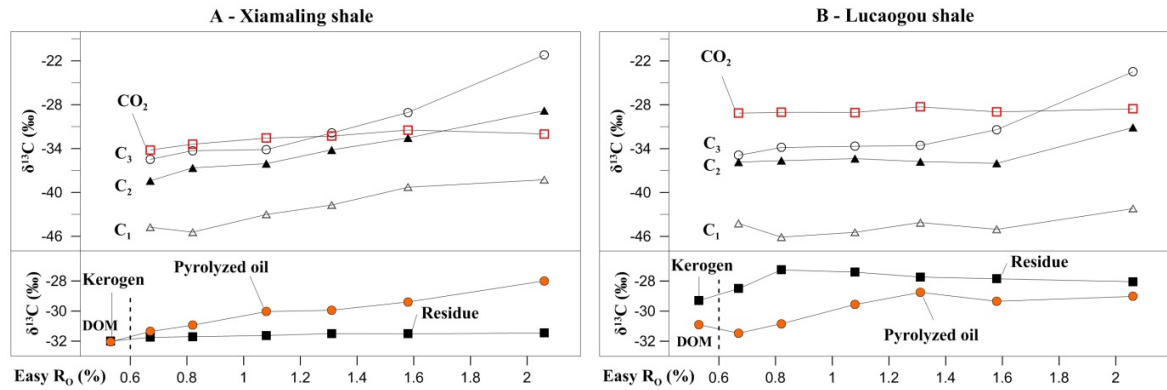 A - Xiamaling shale
B - Lucaogou shale
δ¹³C (‰)
-22
-28
-34
-40
-46
CO₂
C₃
C₂
C₁
δ¹³C (‰)
-28
-30
-32
Kerogen
DOM
Pyrolyzed oil
Residue
Easy R₀ (%)
0.6
0.8
1
1.2
1.4
1.6
1.8
2
δ¹³C (‰)
-22
-28
-34
-40
-46
CO₂
C₃
C₂
C₁
δ¹³C (‰)
-28
-30
-32
Kerogen
DOM
Residue
Pyrolyzed oil
Easy R₀ (%)
0.6
0.8
1
1.2
1.4
1.6
1.8
2